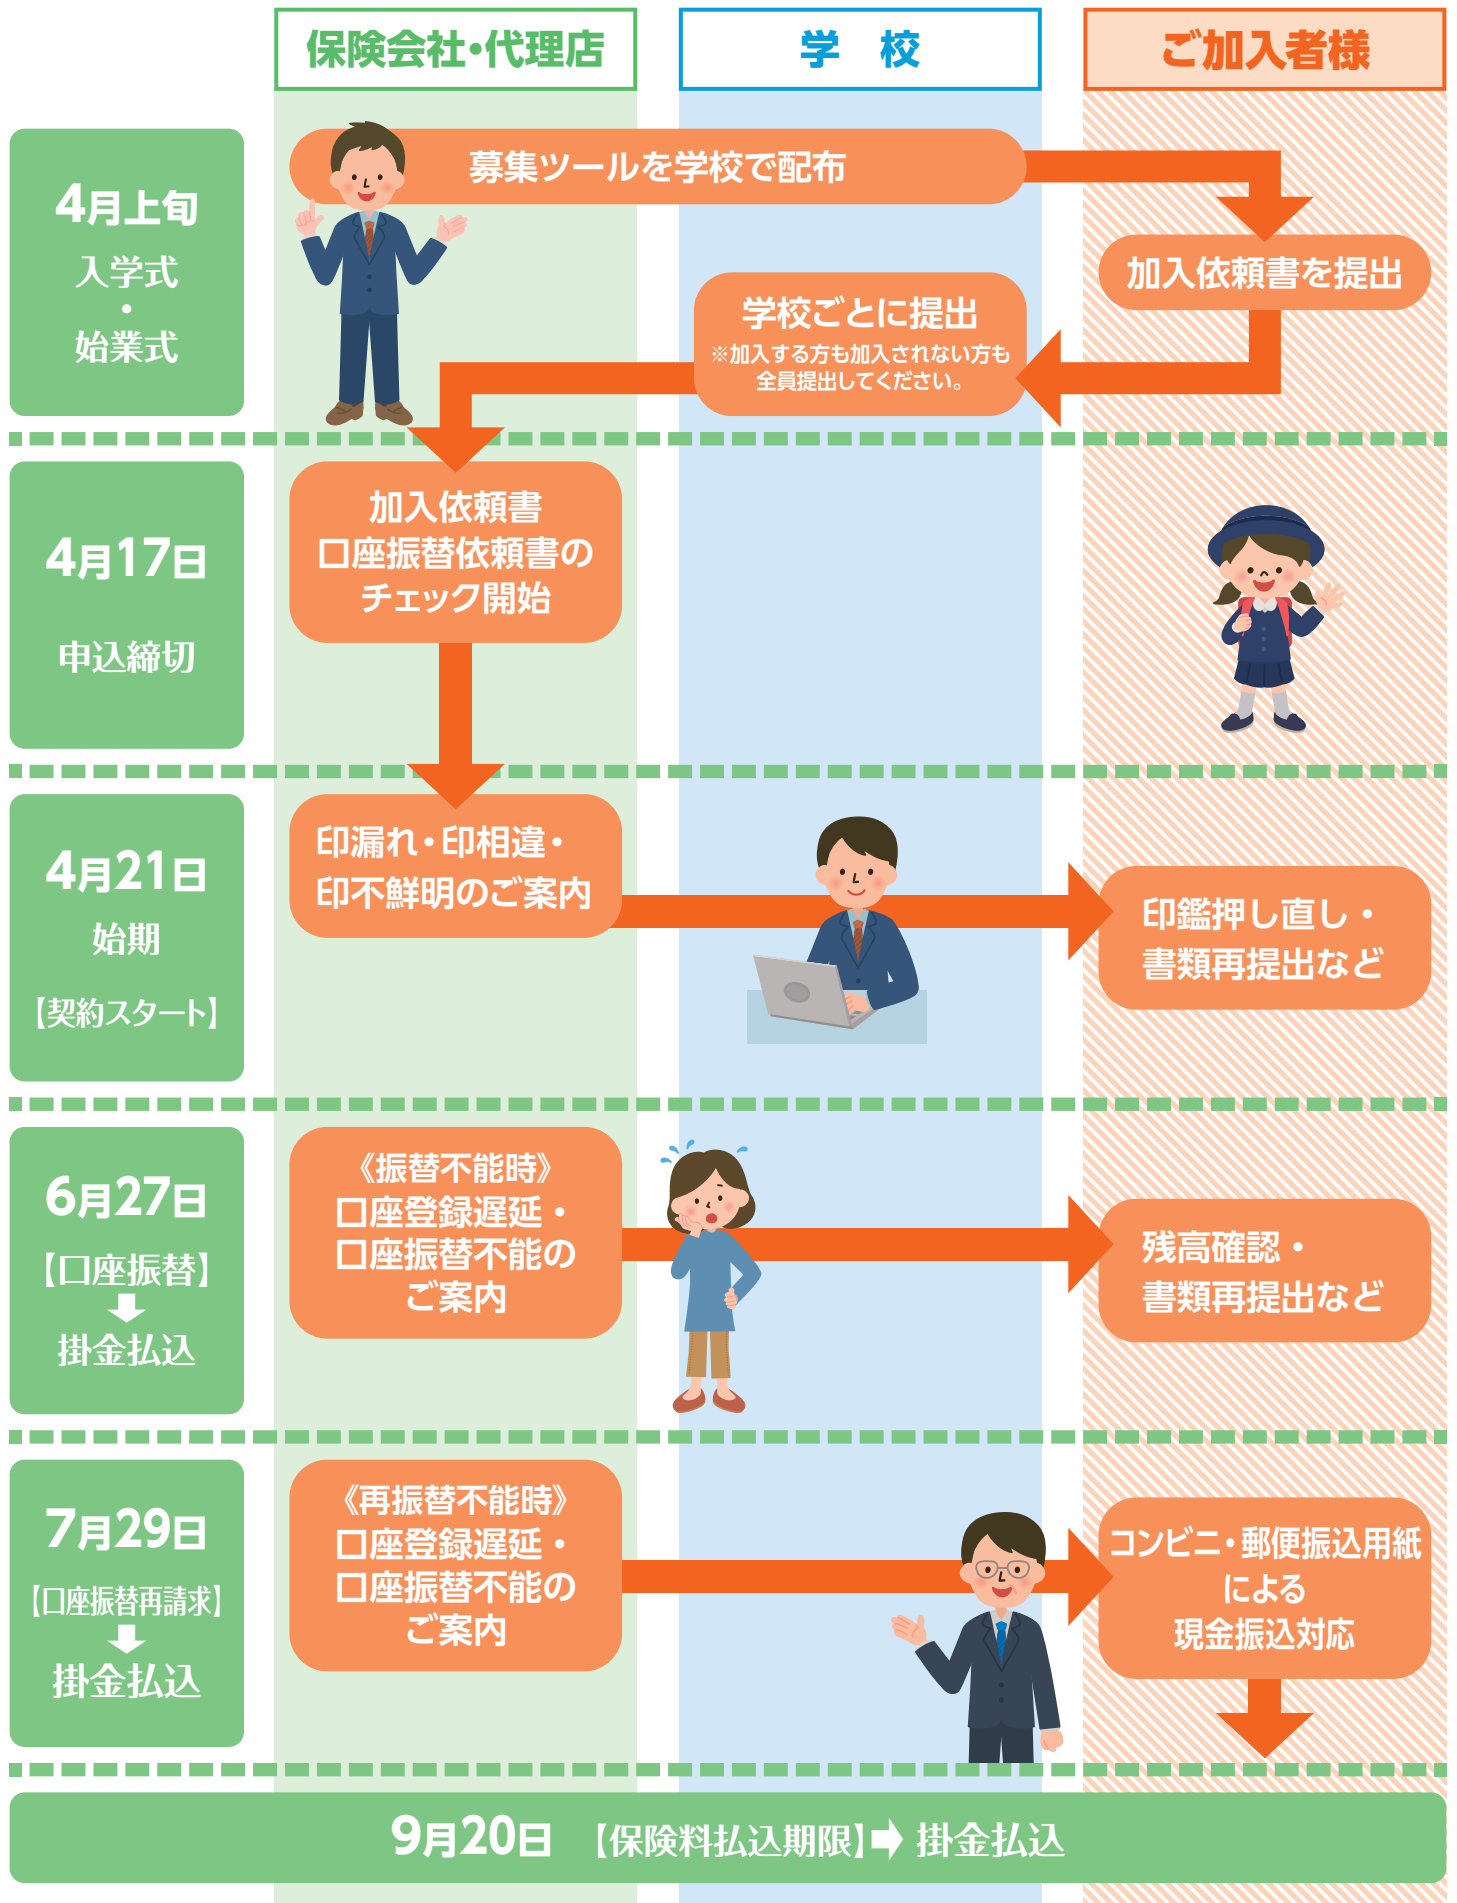 保険会社・代理店
学 校
ご加入者様
4月上旬
入学式
・
始業式
募集ツールを学校で配布
加入依頼書を提出
学校ごとに提出
※加入する方も加入されない方も
全員提出してください。
4月17日
申込締切
加入依頼書
口座振替依頼書の
チェック開始
4月21日
始期
【契約スタート】
印漏れ・印相違・
印不鮮明のご案内
印鑑押し直し・
書類再提出など
6月27日
【口座振替】
掛金払込
《振替不能時》
口座登録遅延・
口座振替不能の
ご案内
残高確認・
書類再提出など
7月29日
【口座振替再請求】
掛金払込
《再振替不能時》
口座登録遅延・
口座振替不能の
ご案内
コンビニ・郵便振込用紙
による
現金振込対応
9月20日 【保険料払込期限】 掛金払込